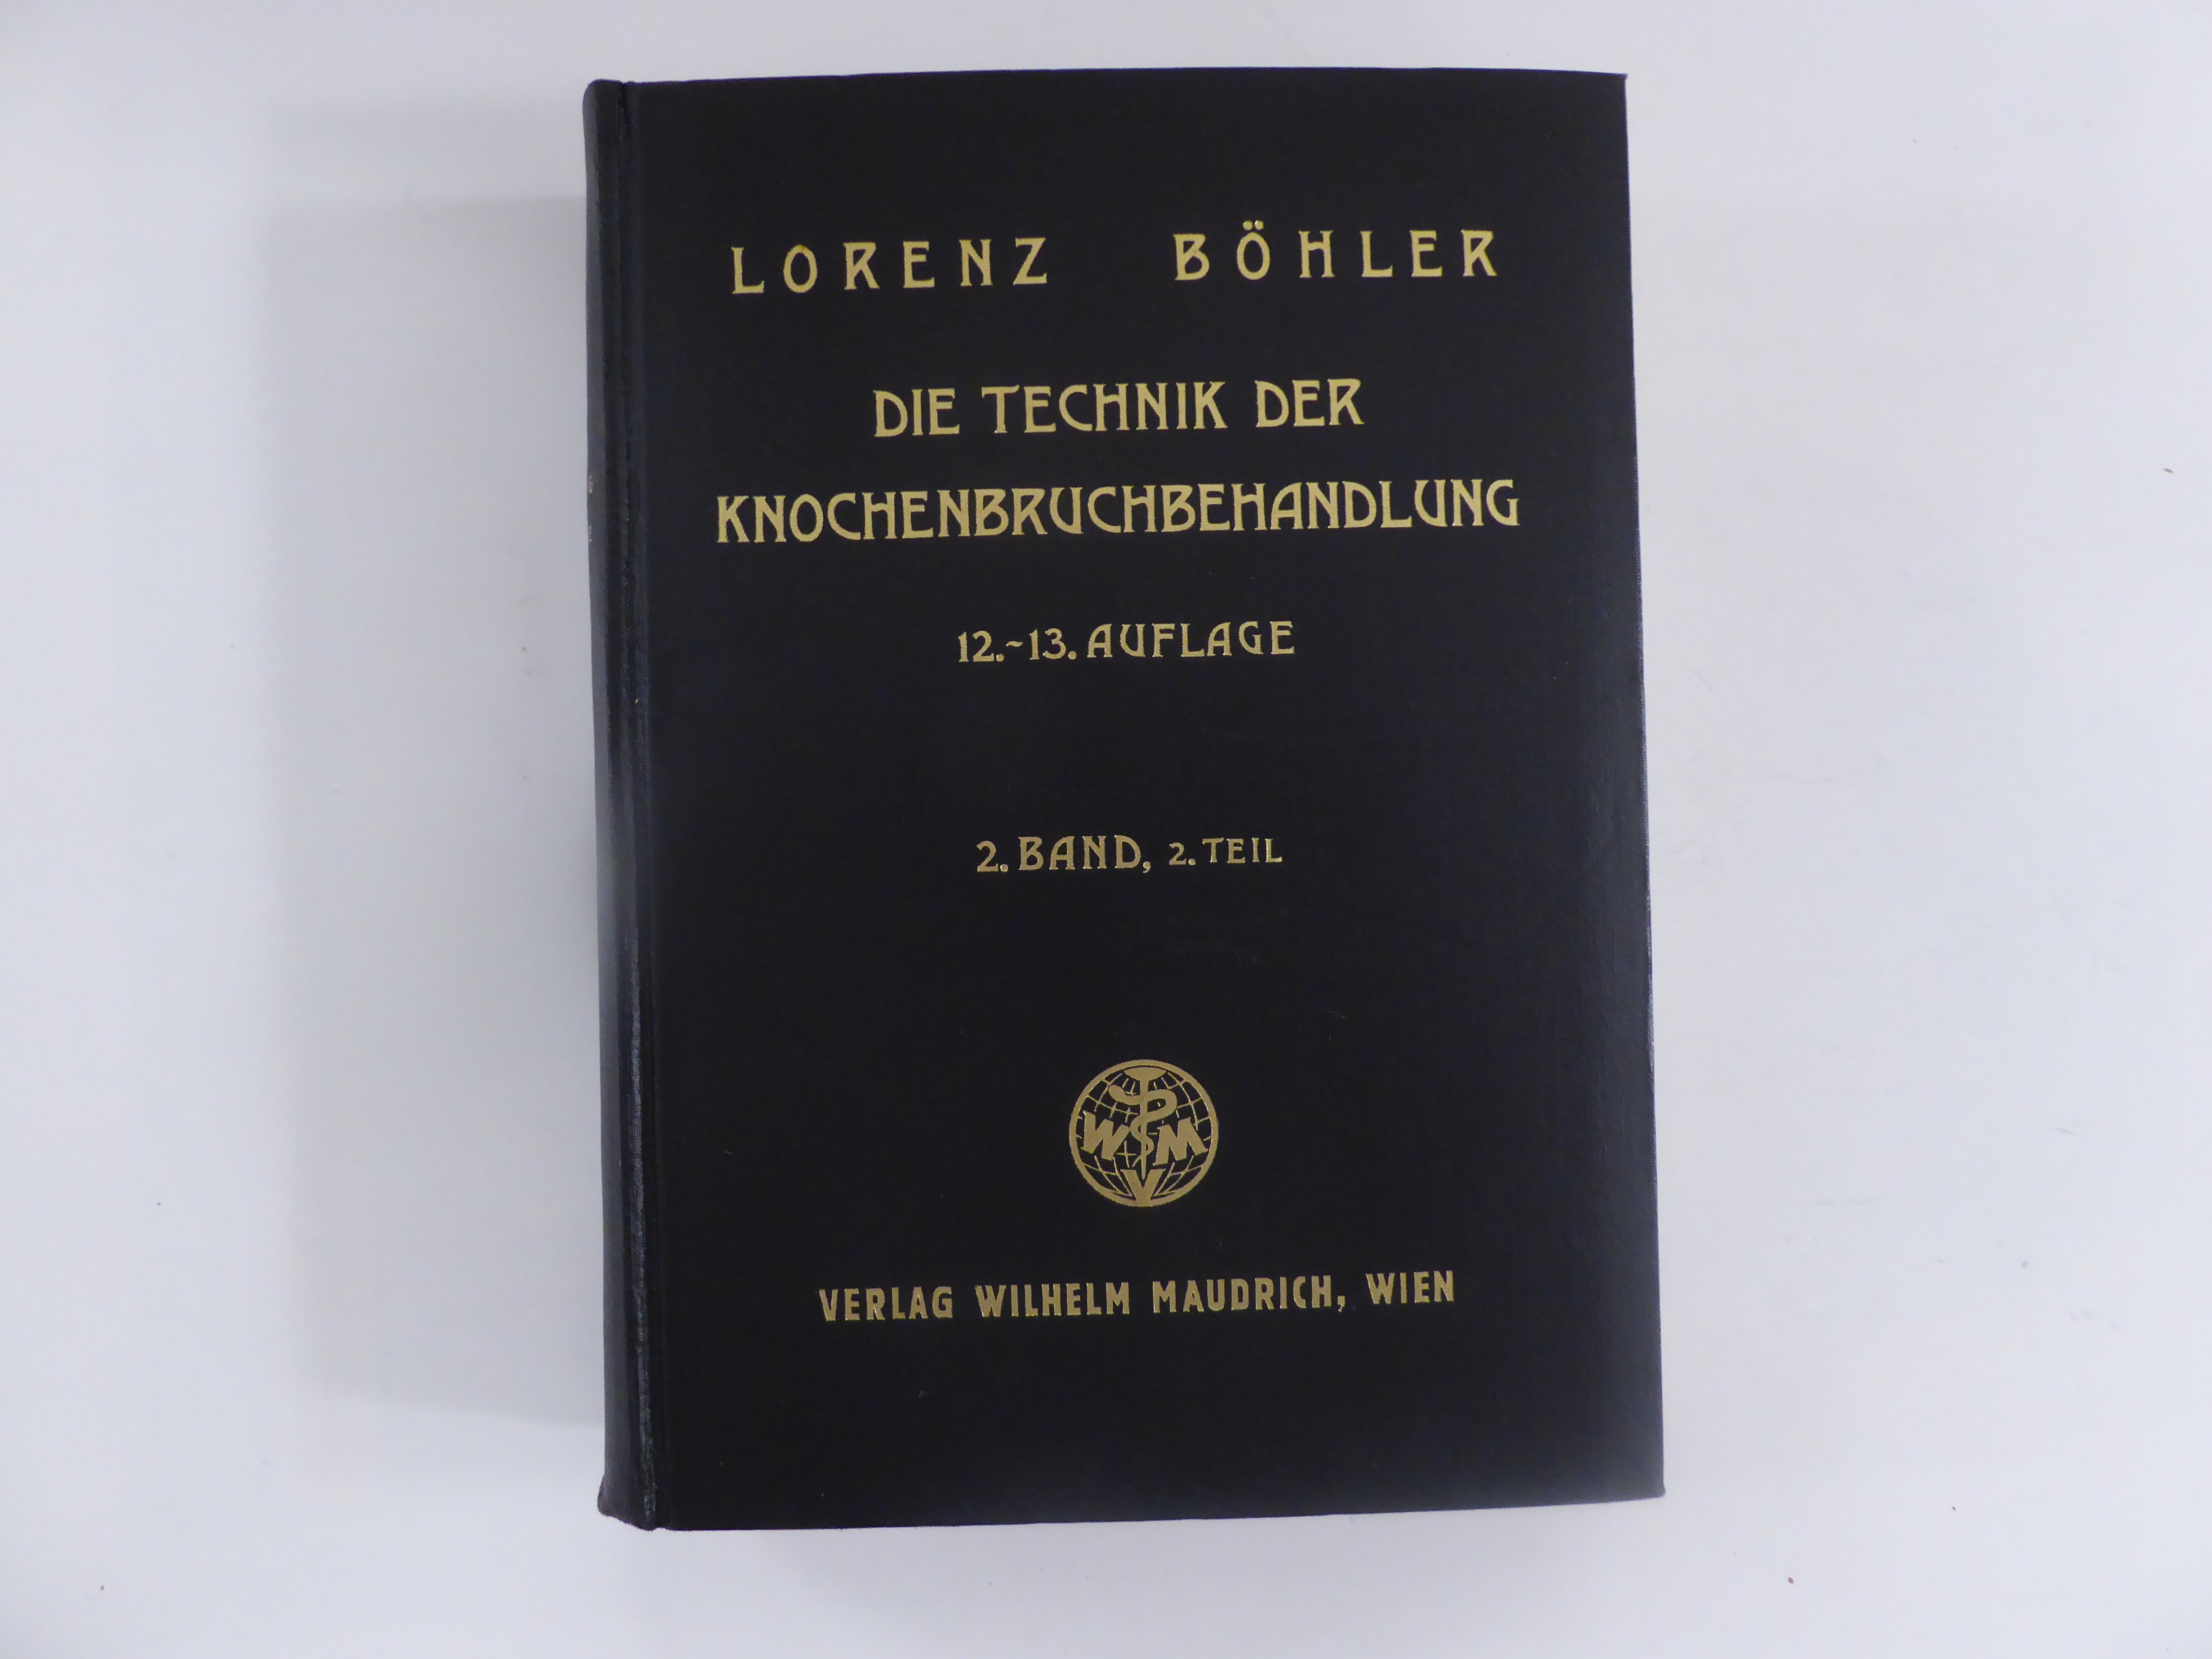 LORENZ BÖHLER
DIE TECHNIK DER
KNOCHENBRUCHBEHANDLUNG
12.-13. AUFLAGE
2. BAND, 2. TEIL
W M
V
VERLAG WILHELM MAUDRICH, WIEN